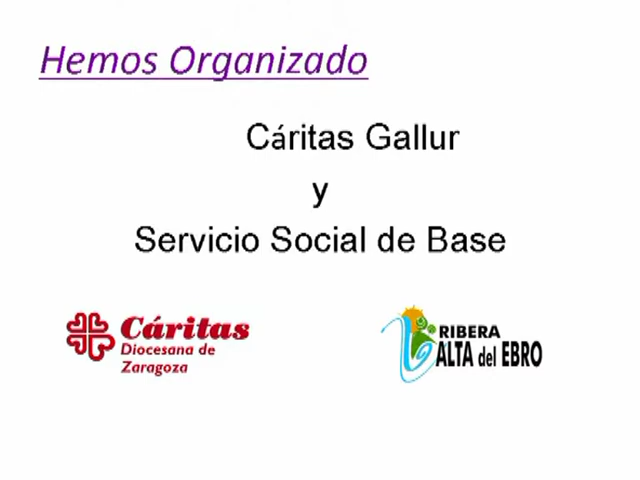 Hemos Organizado
Cáritas Gallur
y
Servicio Social de Base
Cáritas
Diocesana de
Zaragoza
RIBERA
ALTA del EBRO